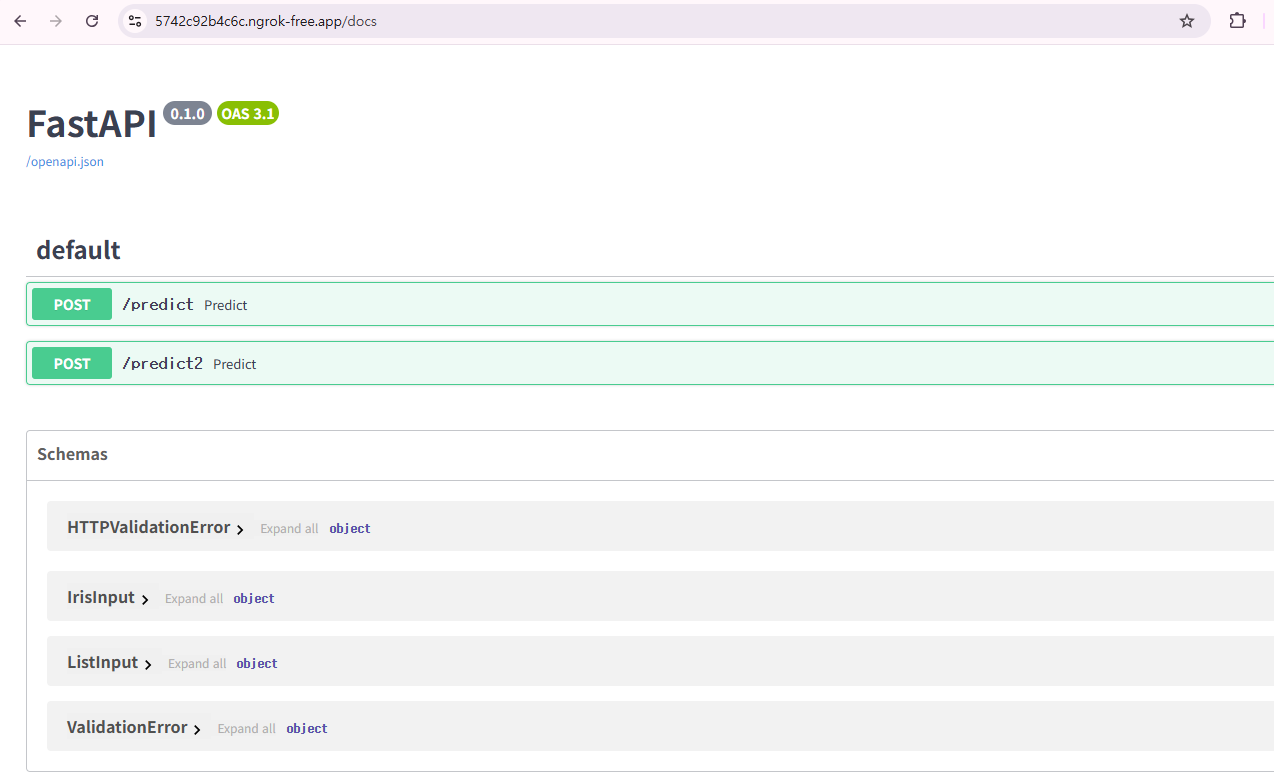 5742c92b4c6c.ngrok-free.app/docs
FastAPI 0.1.0 OAS 3.1
/openapi.json
default
POST /predict Predict
POST /predict2 Predict
Schemas
HTTPValidationError Expand all object
IrisInput Expand all object
ListInput Expand all object
ValidationError Expand all object